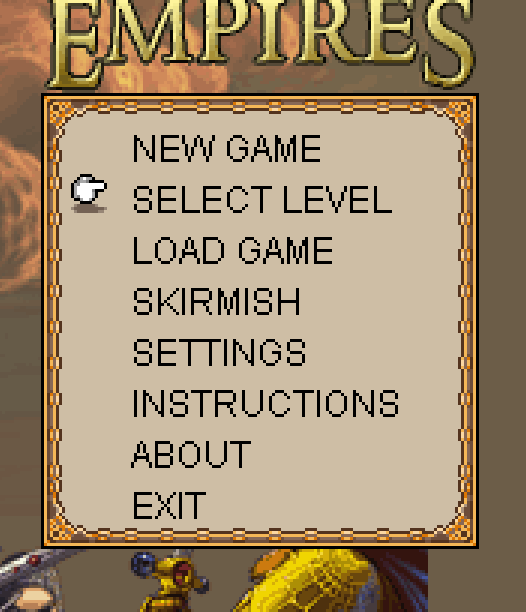 EMPIRES
NEW GAME
SELECT LEVEL
LOAD GAME
SKIRMISH
SETTINGS
INSTRUCTIONS
ABOUT
EXIT